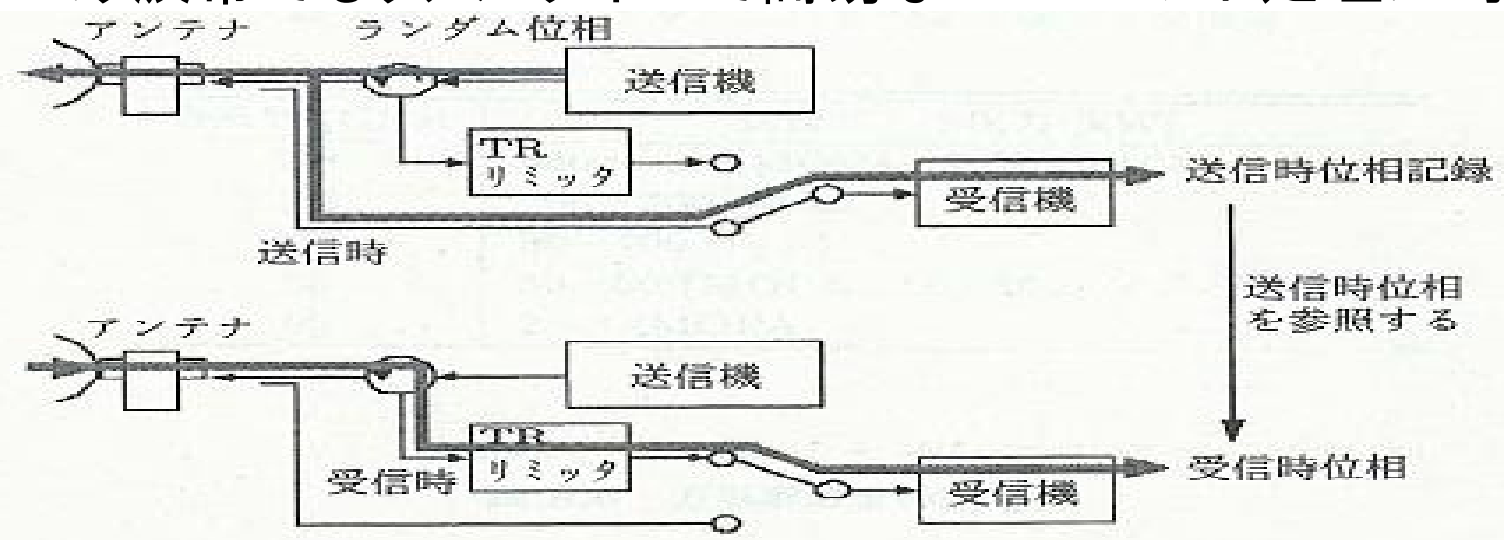 アンテナ
ランダム位相
送信機
TR
リミッタ
受信機
送信時位相記録
送信時
送信時位相
を参照する
アンテナ
送信機
TR
リミッタ
受信時
受信機
受信時位相